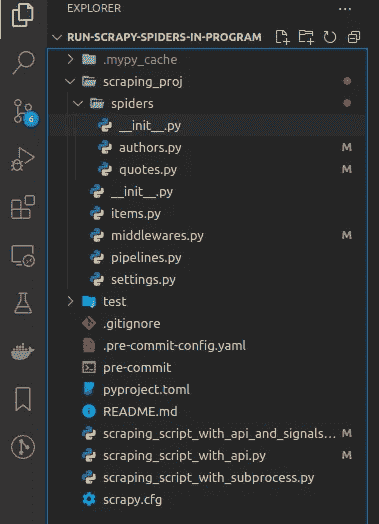 EXPLORER
...
RUN-SCRAPY-SPIDERS-IN-PROGRAM
.mypy_cache
scraping_proj
spiders
__init__.py
authors.py M
quotes.py M
__init__.py
items.py
middlewares.py M
pipelines.py
settings.py
test
.gitignore
.pre-commit-config.yaml
pre-commit
pyproject.toml
README.md
scraping_script_with_api_and_signals... M
scraping_script_with_api.py M
scraping_script_with_subprocess.py
scrapy.cfg
6